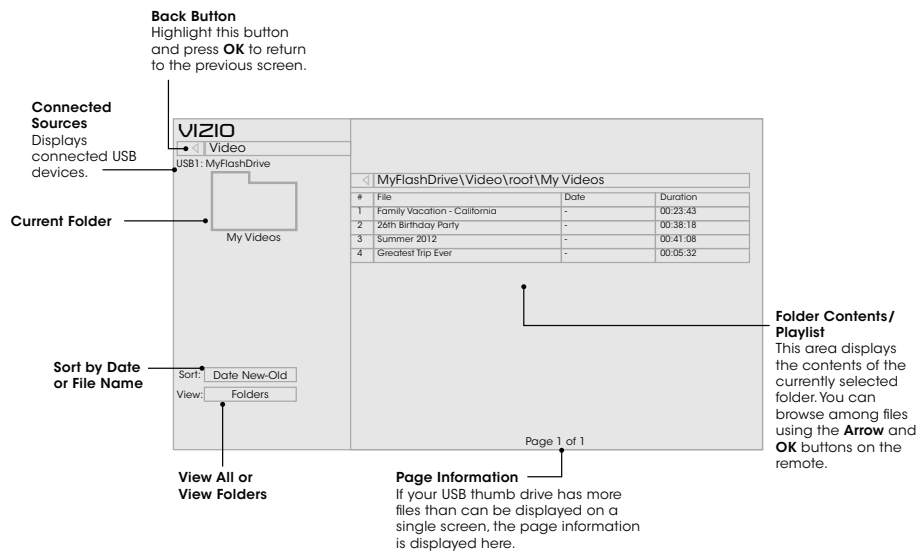 Back Button
Highlight this button
and press OK to return
to the previous screen.
Connected
Sources
Displays
connected USB
devices.
Current Folder
Sort by Date
or File Name
VIZIO
Video
USB1: MyFlashDrive
My Videos
Sort: Date New-Old
View: Folders
MyFlashDrive\Video\root\My Videos
# File Date Duration
1 Family Vacation - California - 00:23:43
2 26th Birthday Party - 00:38:18
3 Summer 2012 - 00:41:08
4 Greatest Trip Ever - 00:05:32
Page 1 of 1
Folder Contents/
Playlist
This area displays
the contents of the
currently selected
folder. You can
browse among files
using the Arrow and
OK buttons on the
remote.
View All or
View Folders
Page Information
If your USB thumb drive has more
files than can be displayed on a
single screen, the page information
is displayed here.